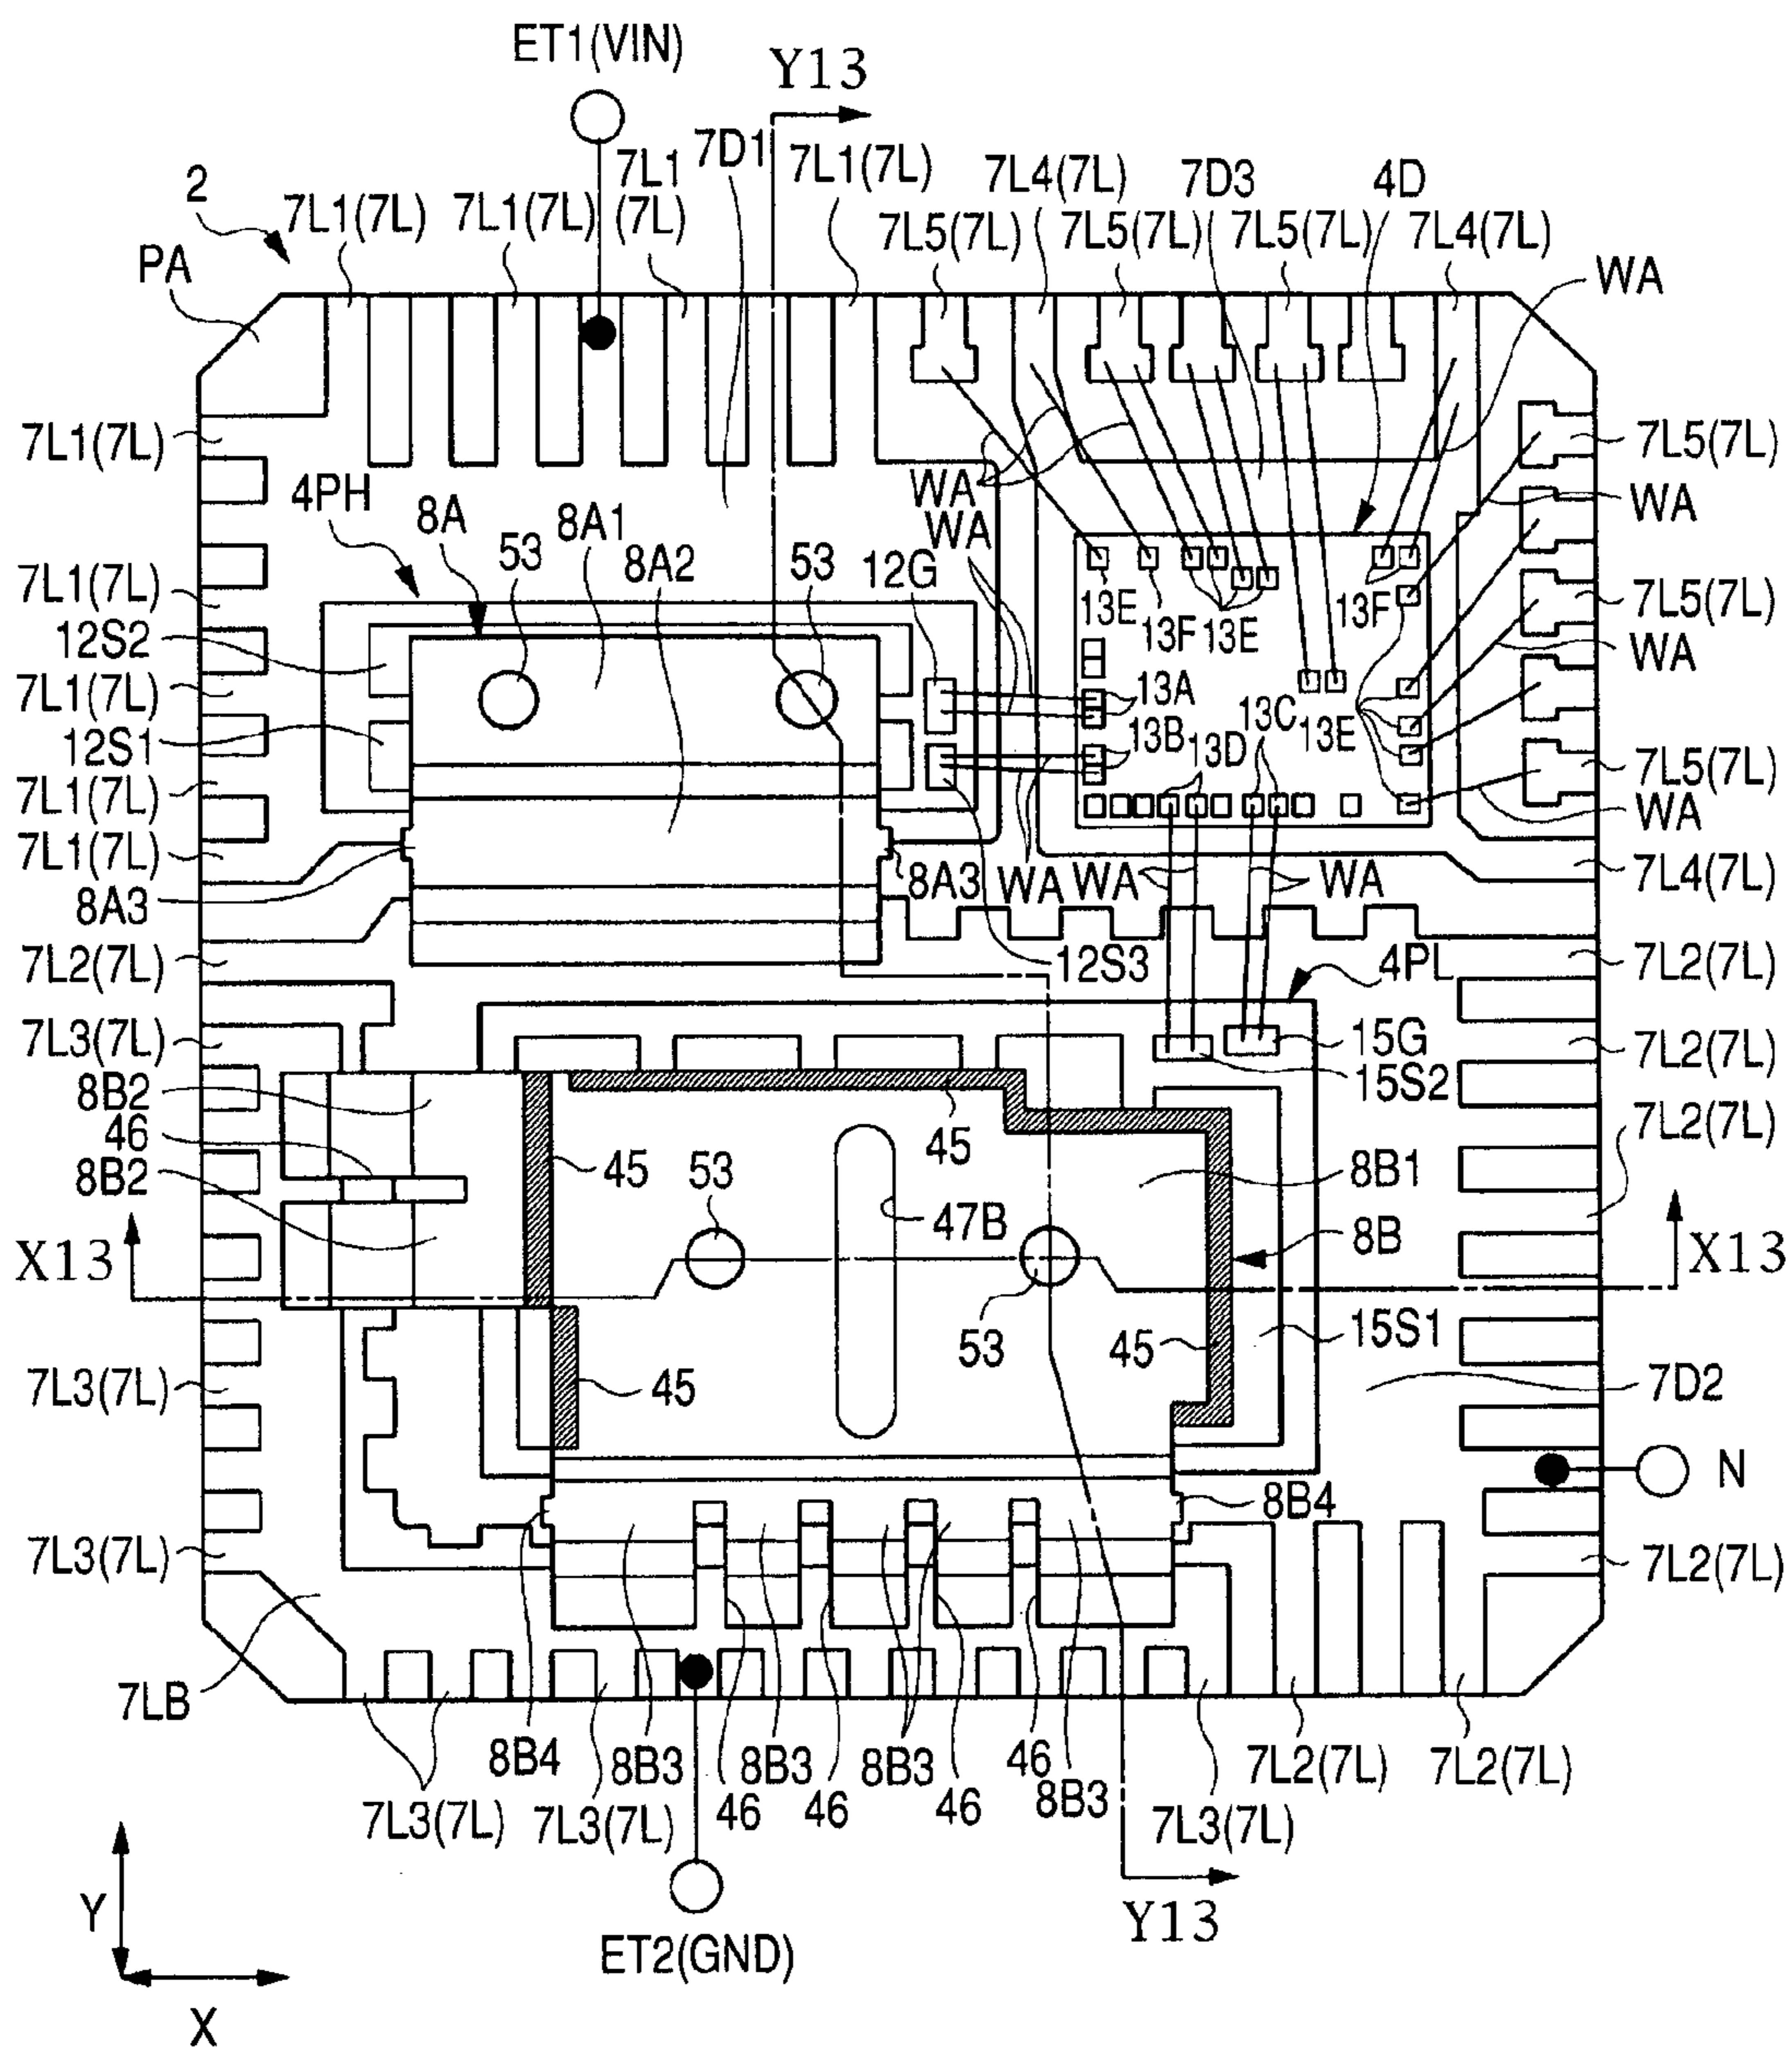 ET1(VIN)
Y13
2
7L1(7L)
7L1(7L)
7L1
(7L)
7D1
7L1(7L)
7L4(7L)
7D3
4D
7L5(7L)
7L5(7L)
7L5(7L)
7L4(7L)
WA
PA
7L1(7L)
7L5(7L)
4PH
8A
8A1
53
8A2
53
12G
WA
WA
WA
7L1(7L)
12S2
13E
13F
13E
13F
7L5(7L)
WA
7L1(7L)
12S1
13A
13B
13D
13C
13E
7L5(7L)
WA
7L1(7L)
7L1(7L)
8A3
8A3
WA
WA
WA
7L4(7L)
7L2(7L)
12S3
4PL
7L2(7L)
7L3(7L)
15G
7L2(7L)
8B2
15S2
46
45
45
7L2(7L)
8B2
53
8B1
47B
8B
X13
X13
53
45
15S1
7L3(7L)
45
7D2
N
8B4
7L3(7L)
7L2(7L)
7LB
8B4
8B3
8B3
8B3
46
8B3
7L2(7L)
7L2(7L)
7L3(7L)
7L3(7L)
46
46
46
7L3(7L)
Y
X
ET2(GND)
Y13